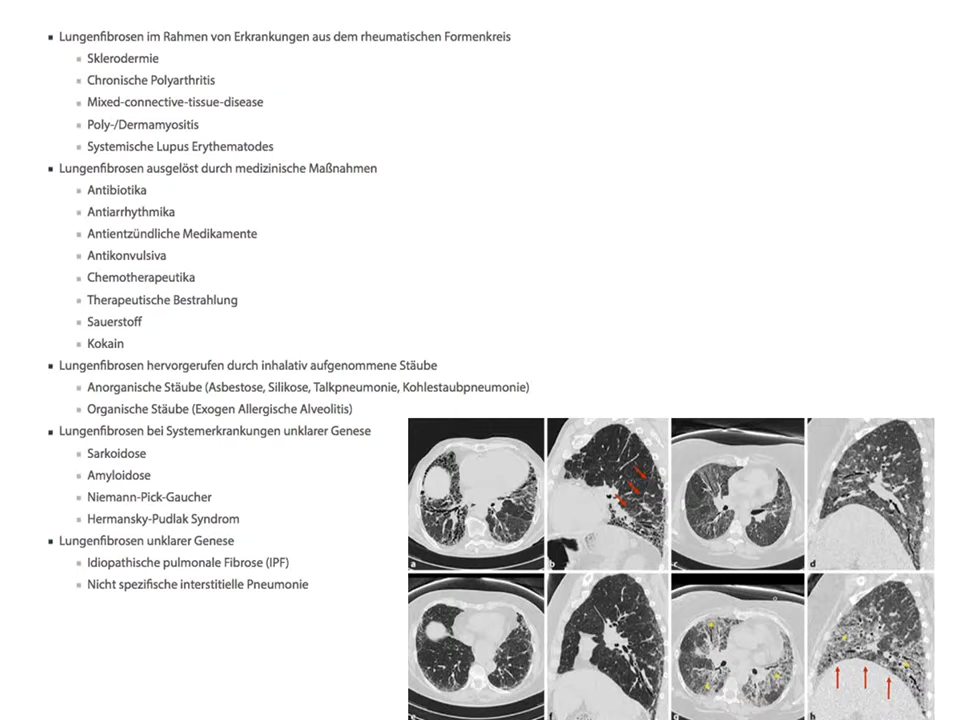 Lungenfibrosen im Rahmen von Erkrankungen aus dem rheumatischen Formenkreis
Sklerodermie
Chronische Polyarthritis
Mixed-connective-tissue-disease
Poly-/Dermamyositis
Systemische Lupus Erythematodes
Lungenfibrosen ausgelöst durch medizinische Maßnahmen
Antibiotika
Antiarrhythmika
Antientzündliche Medikamente
Antikonvulsiva
Chemotherapeutika
Therapeutische Bestrahlung
Sauerstoff
Kokain
Lungenfibrosen hervorgerufen durch inhalativ aufgenommene Stäube
Anorganische Stäube (Asbestose, Silikose, Talkpneumonie, Kohlestaubpneumonie)
Organische Stäube (Exogen Allergische Alveolitis)
Lungenfibrosen bei Systemerkrankungen unklarer Genese
Sarkoidose
Amyloidose
Niemann-Pick-Gaucher
Hermansky-Pudlak Syndrom
Lungenfibrosen unklarer Genese
Idiopathische pulmonale Fibrose (IPF)
Nicht spezifische interstitielle Pneumonie
a b c d
e f g h